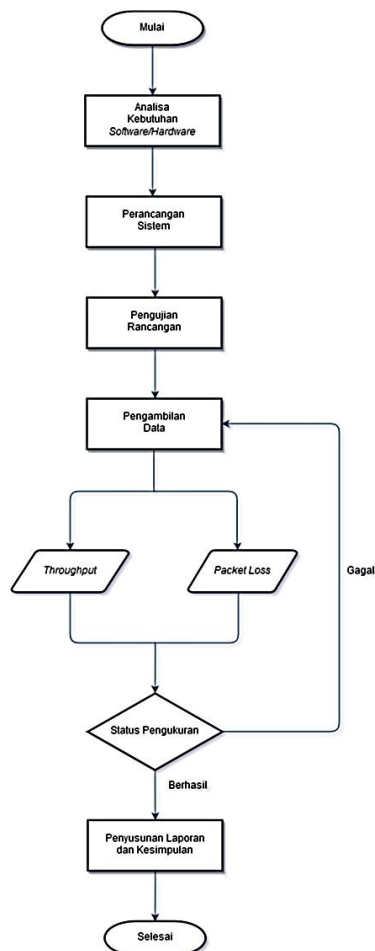 Mulai
Analisa
Kebutuhan
Software/Hardware
Perancangan
Sistem
Pengujian
Rancangan
Pengambilan
Data
Throughput
Packet Loss
Gagal
Status Pengukuran
Berhasil
Penyusunan Laporan
dan Kesimpulan
Selesai